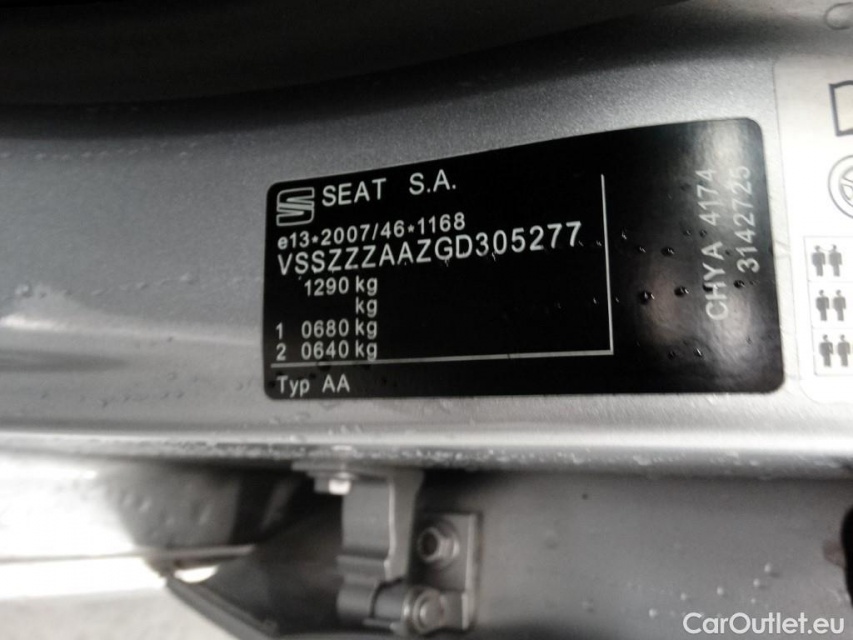 SEAT S.A.
e13*2007/46*1168
VSSZZZAAZGD305277
1290 kg
kg
1 0680 kg
2 0640 kg
Typ AA
CHYA 4174
3142725
CarOutlet.eu